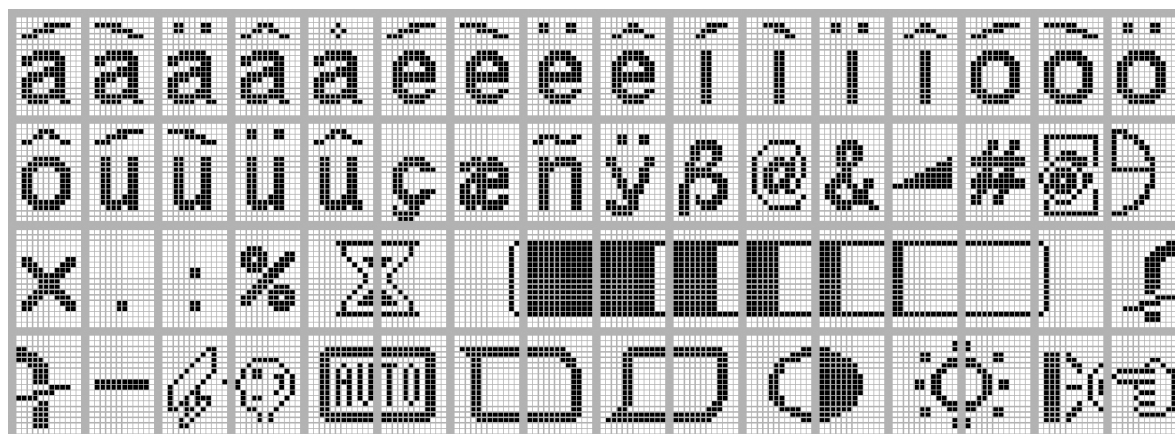 á à ä â å é è ë ê í ì ï î ó ò ö
ô ú ù ü û ç æ ñ ÿ ß @ & #
× . : %
- AUTO